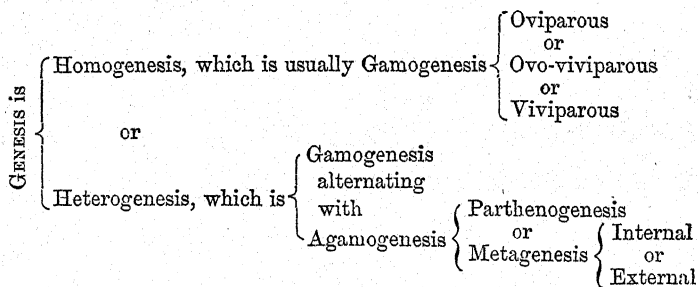 GENESIS is
Homogenesis, which is usually Gamogenesis
Oviparous
or
Ovo-viviparous
or
Viviparous
or
Heterogenesis, which is
Gamogenesis
alternating
with
Agamogenesis
Parthenogenesis
or
Metagenesis
Internal
or
External